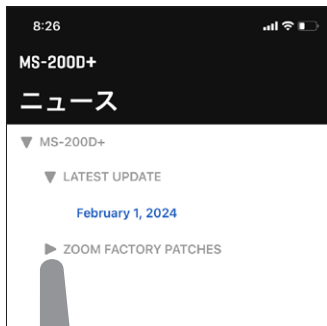 8:26
MS-200D+
ニュース
MS-200D+
LATEST UPDATE
February 1, 2024
ZOOM FACTORY PATCHES